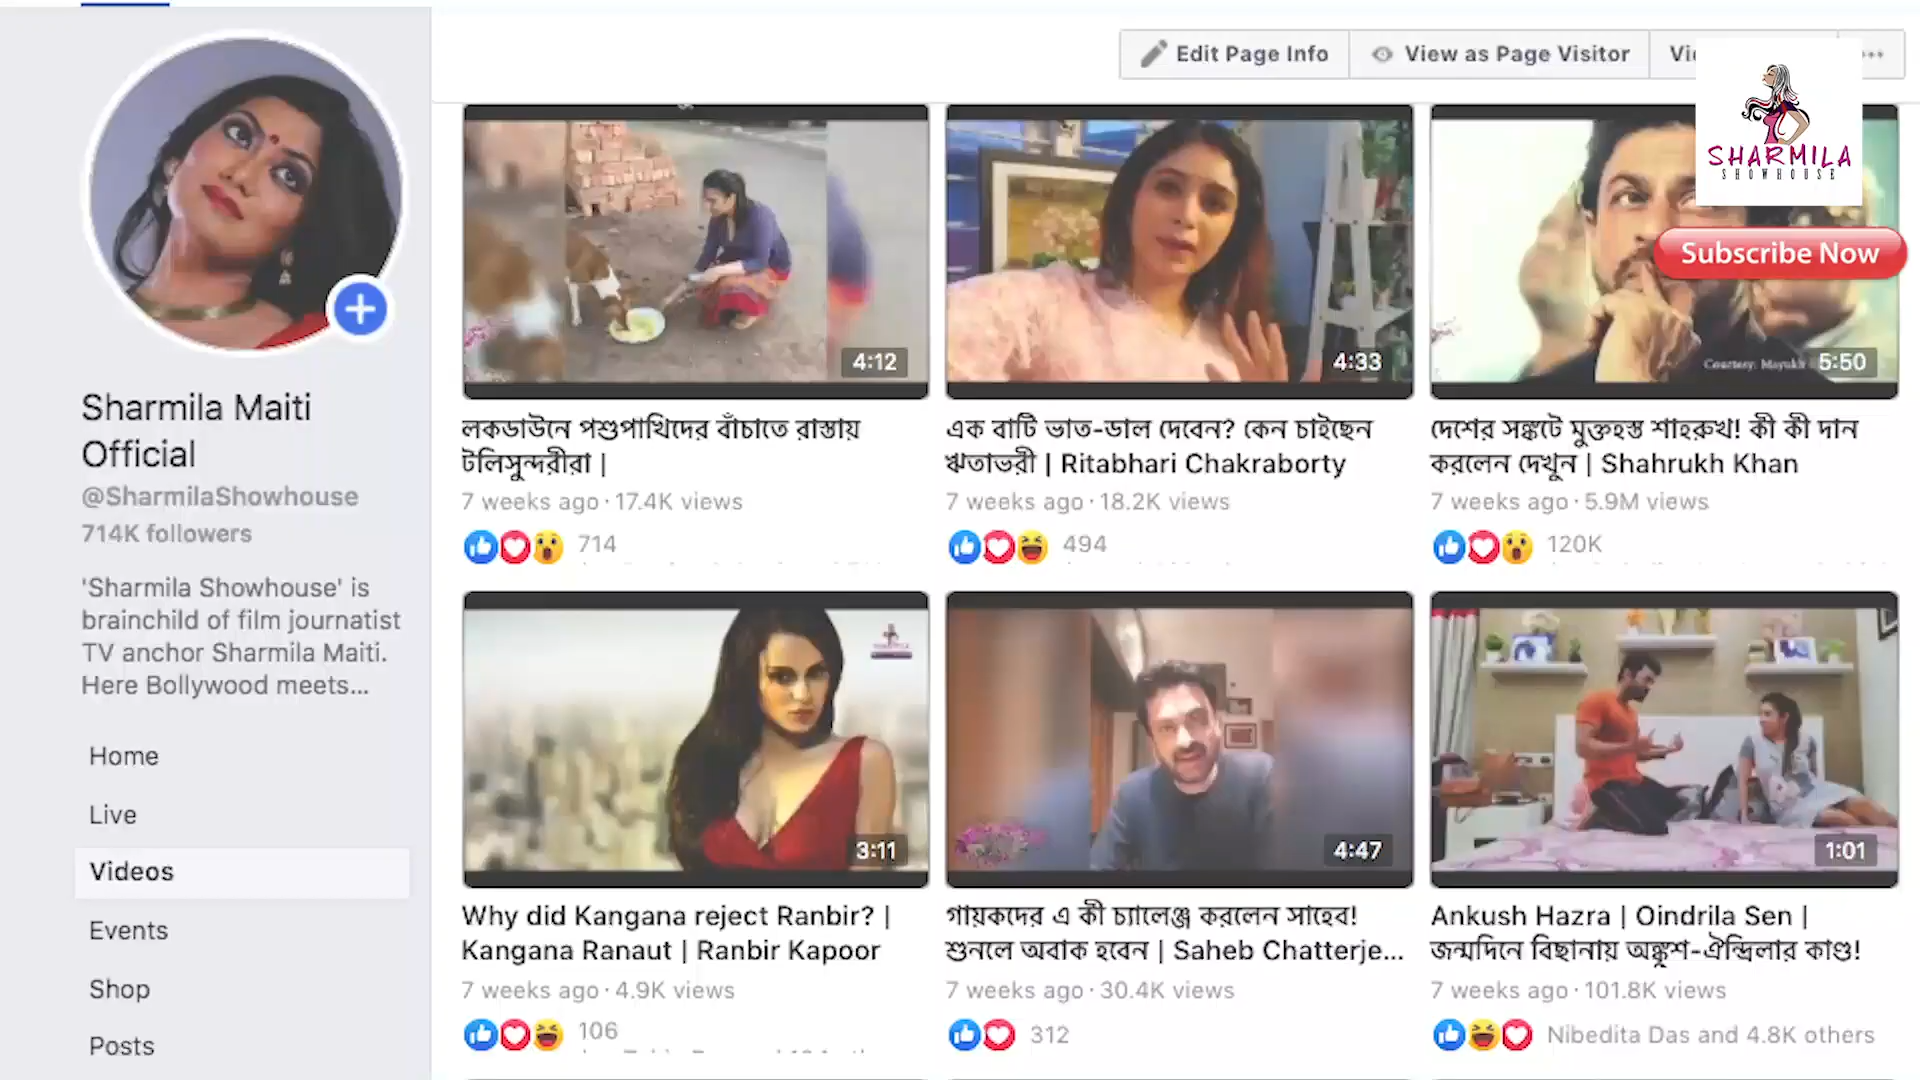 Edit Page Info
View as Page Visitor
SHARMILA
SHOWHOUSE
Subscribe Now
Sharmila Maiti
Official
@SharmilaShowhouse
714K followers
'Sharmila Showhouse' is
brainchild of film journatist
TV anchor Sharmila Maiti.
Here Bollywood meets...
Home
Live
Videos
Events
Shop
Posts
4:12
লকডাউনে পশুপাখিদের বাঁচাতে রাস্তায়
টলিসুন্দরীরা |
7 weeks ago · 17.4K views
714
4:33
এক বাটি ভাত-ডাল দেবেন? কেন চাইছেন
ঋতাভরী | Ritabhari Chakraborty
7 weeks ago · 18.2K views
494
Courtesy: Mayukh
5:50
দেশের সঙ্কটে মুক্তহস্ত শাহরুখ! কী কী দান
করলেন দেখুন | Shahrukh Khan
7 weeks ago · 5.9M views
120K
3:11
Why did Kangana reject Ranbir? |
Kangana Ranaut | Ranbir Kapoor
7 weeks ago · 4.9K views
106
4:47
গায়কদের এ কী চ্যালেঞ্জ করলেন সাহেব!
শুনলে অবাক হবেন | Saheb Chatterje...
7 weeks ago · 30.4K views
312
1:01
Ankush Hazra | Oindrila Sen |
জন্মদিনে বিছানায় অঙ্কুশ-ঐন্দ্রিলার কাণ্ড!
7 weeks ago · 101.8K views
Nibedita Das and 4.8K others